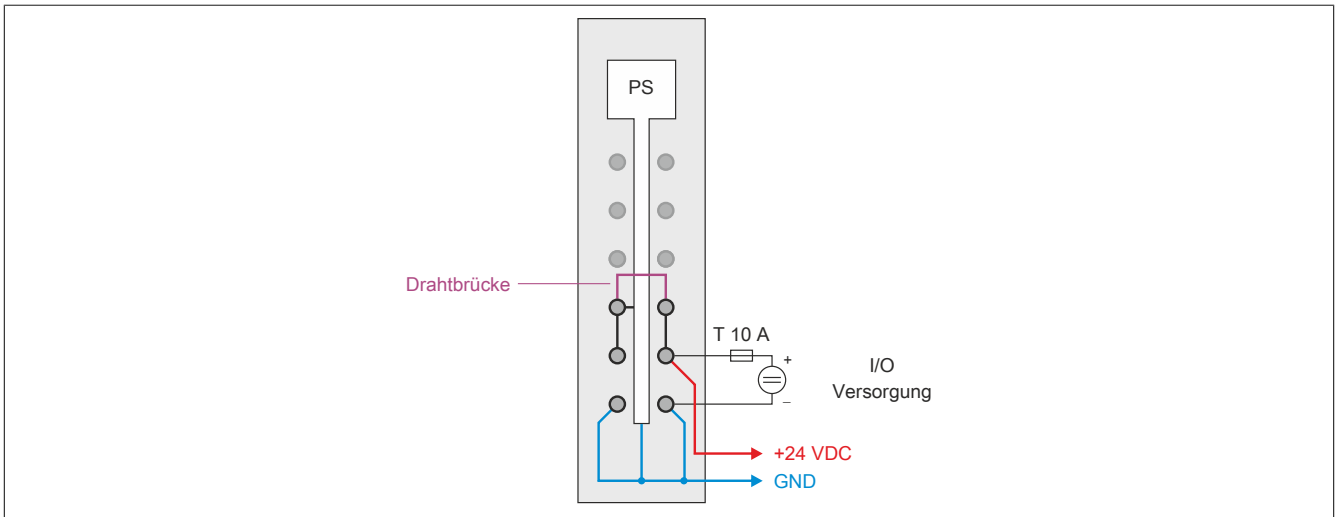 PS
Drahtbrücke
T 10 A
+
I/O
Versorgung
–
+24 VDC
GND